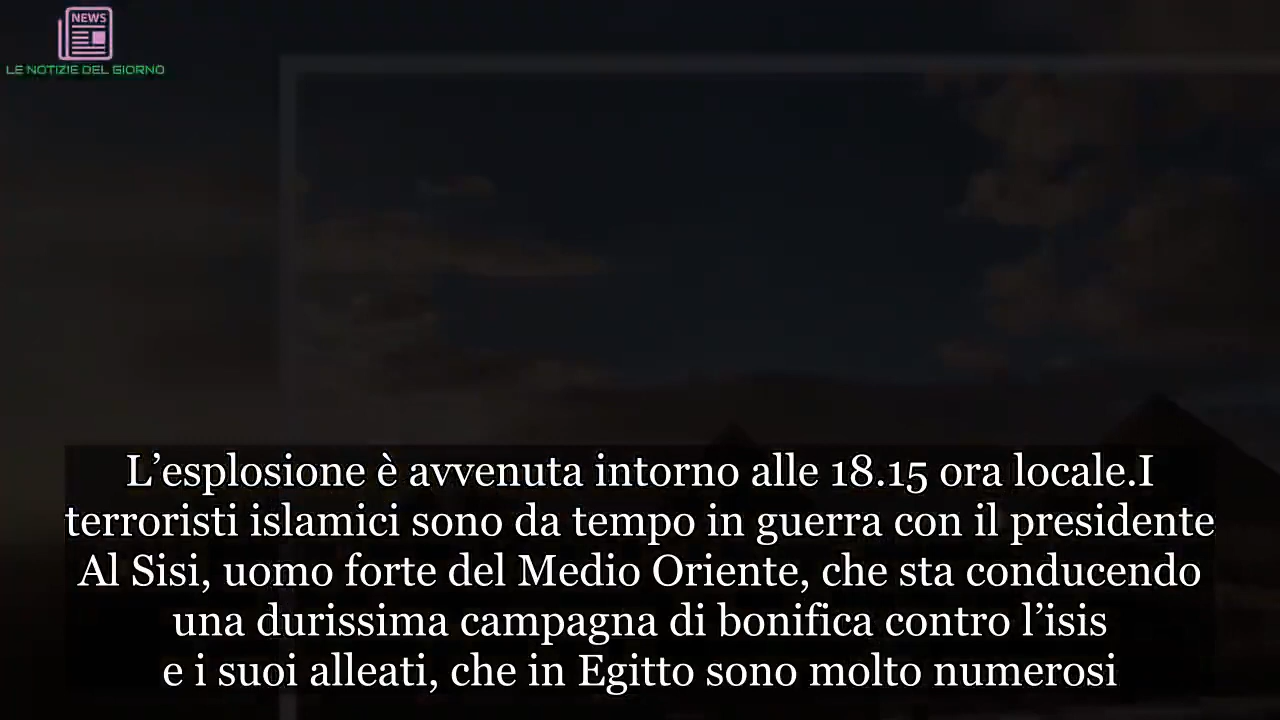 NEWS
LE NOTIZIE DEL GIORNO
L’esplosione è avvenuta intorno alle 18.15 ora locale.I
terroristi islamici sono da tempo in guerra con il presidente
Al Sisi, uomo forte del Medio Oriente, che sta conducendo
una durissima campagna di bonifica contro l’isis
e i suoi alleati, che in Egitto sono molto numerosi